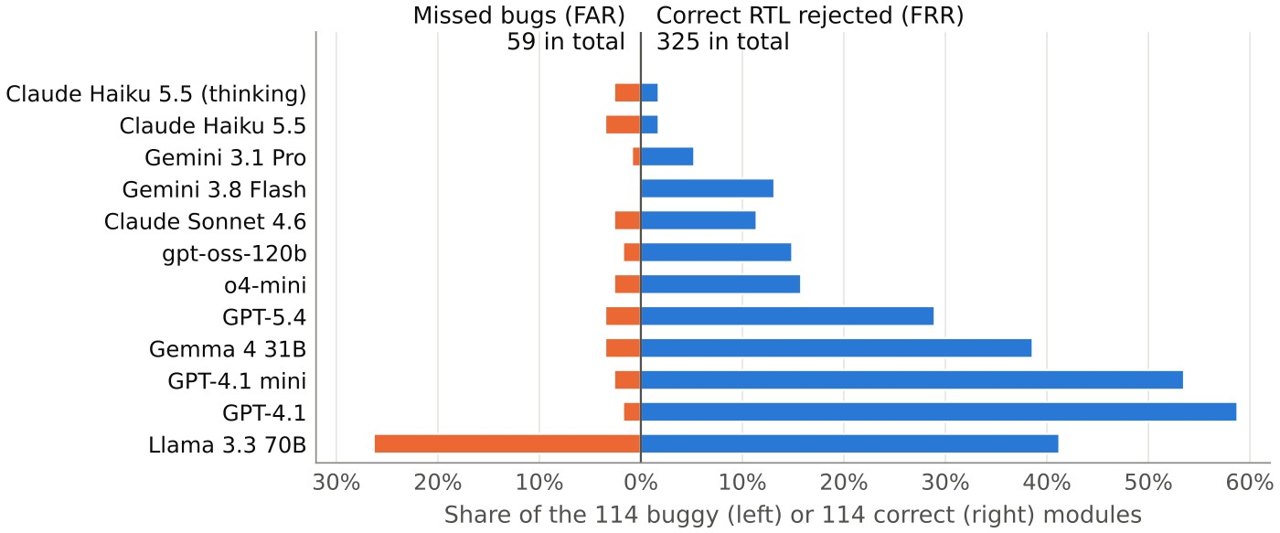 Missed bugs (FAR)
59 in total
Correct RTL rejected (FRR)
325 in total
Claude Haiku 5.5 (thinking)
Claude Haiku 5.5
Gemini 3.1 Pro
Gemini 3.8 Flash
Claude Sonnet 4.6
gpt-oss-120b
o4-mini
GPT-5.4
Gemma 4 31B
GPT-4.1 mini
GPT-4.1
Llama 3.3 70B
30% 20% 10% 0% 10% 20% 30% 40% 50% 60%
Share of the 114 buggy (left) or 114 correct (right) modules